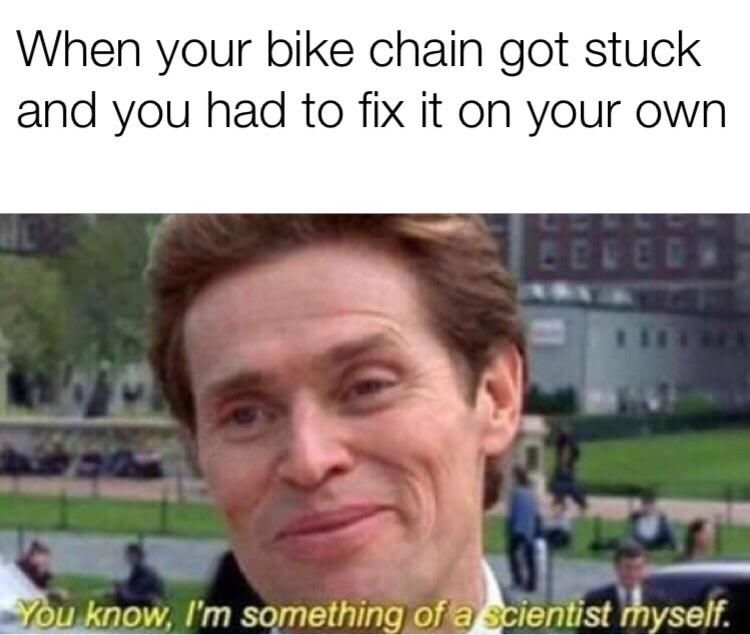 When your bike chain got stuck
and you had to fix it on your own
You know, I'm something of a scientist myself.